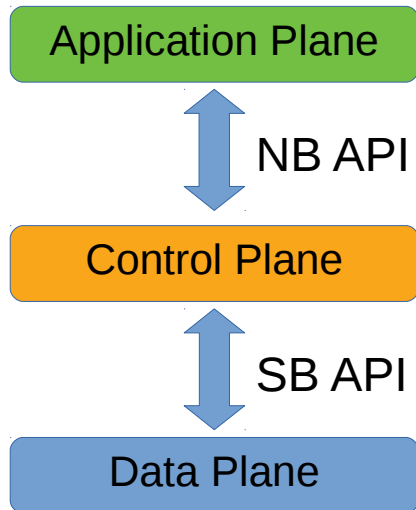 Application Plane
NB API
Control Plane
SB API
Data Plane